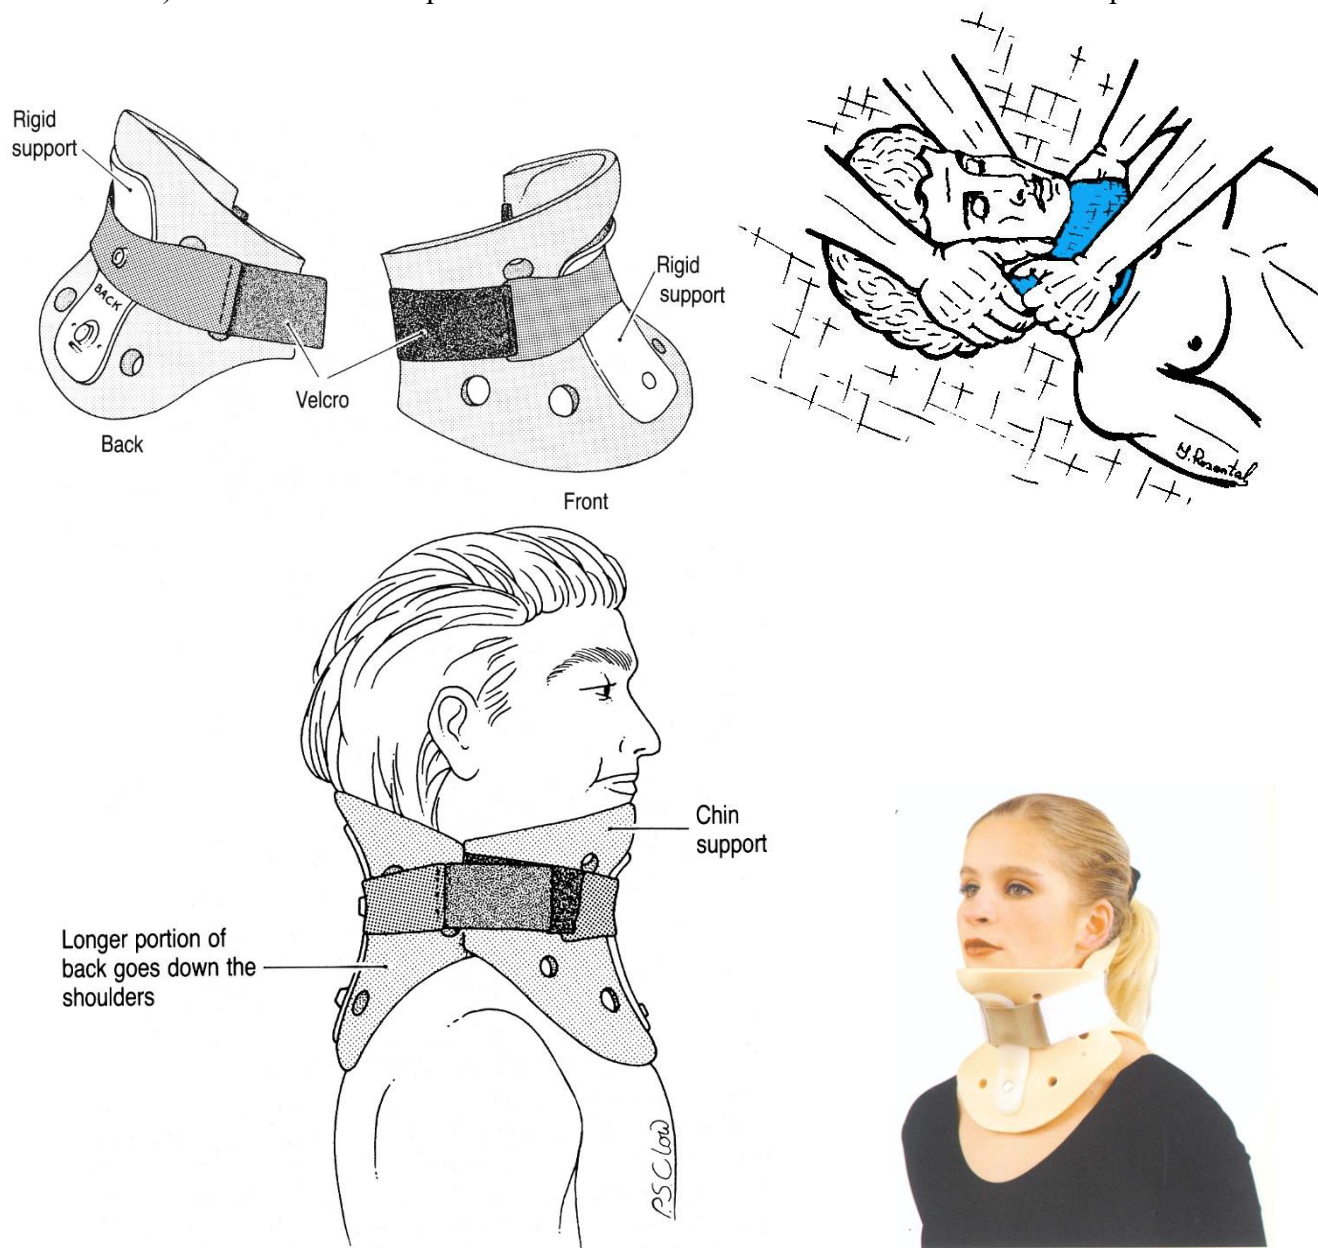 Rigid
support
BACK
Velcro
Back
Rigid
support
Front
Y. Rosental
Chin
support
Longer portion of
back goes down the
shoulders
P.S Clow